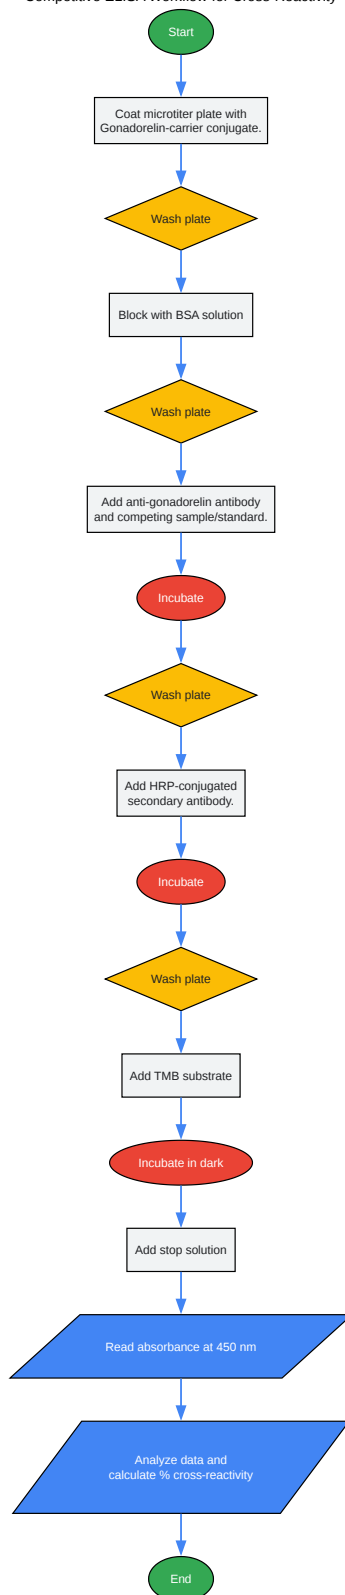 Competitive ELISA Workflow for Cross-Reactivity
Start
Coat microtiter plate with
Gonadorelin-carrier conjugate.
Wash plate
Block with BSA solution
Wash plate
Add anti-gonadorelin antibody
and competing sample/standard.
Incubate
Wash plate
Add HRP-conjugated
secondary antibody.
Incubate
Wash plate
Add TMB substrate
Incubate in dark
Add stop solution
Read absorbance at 450 nm
Analyze data and
calculate % cross-reactivity
End